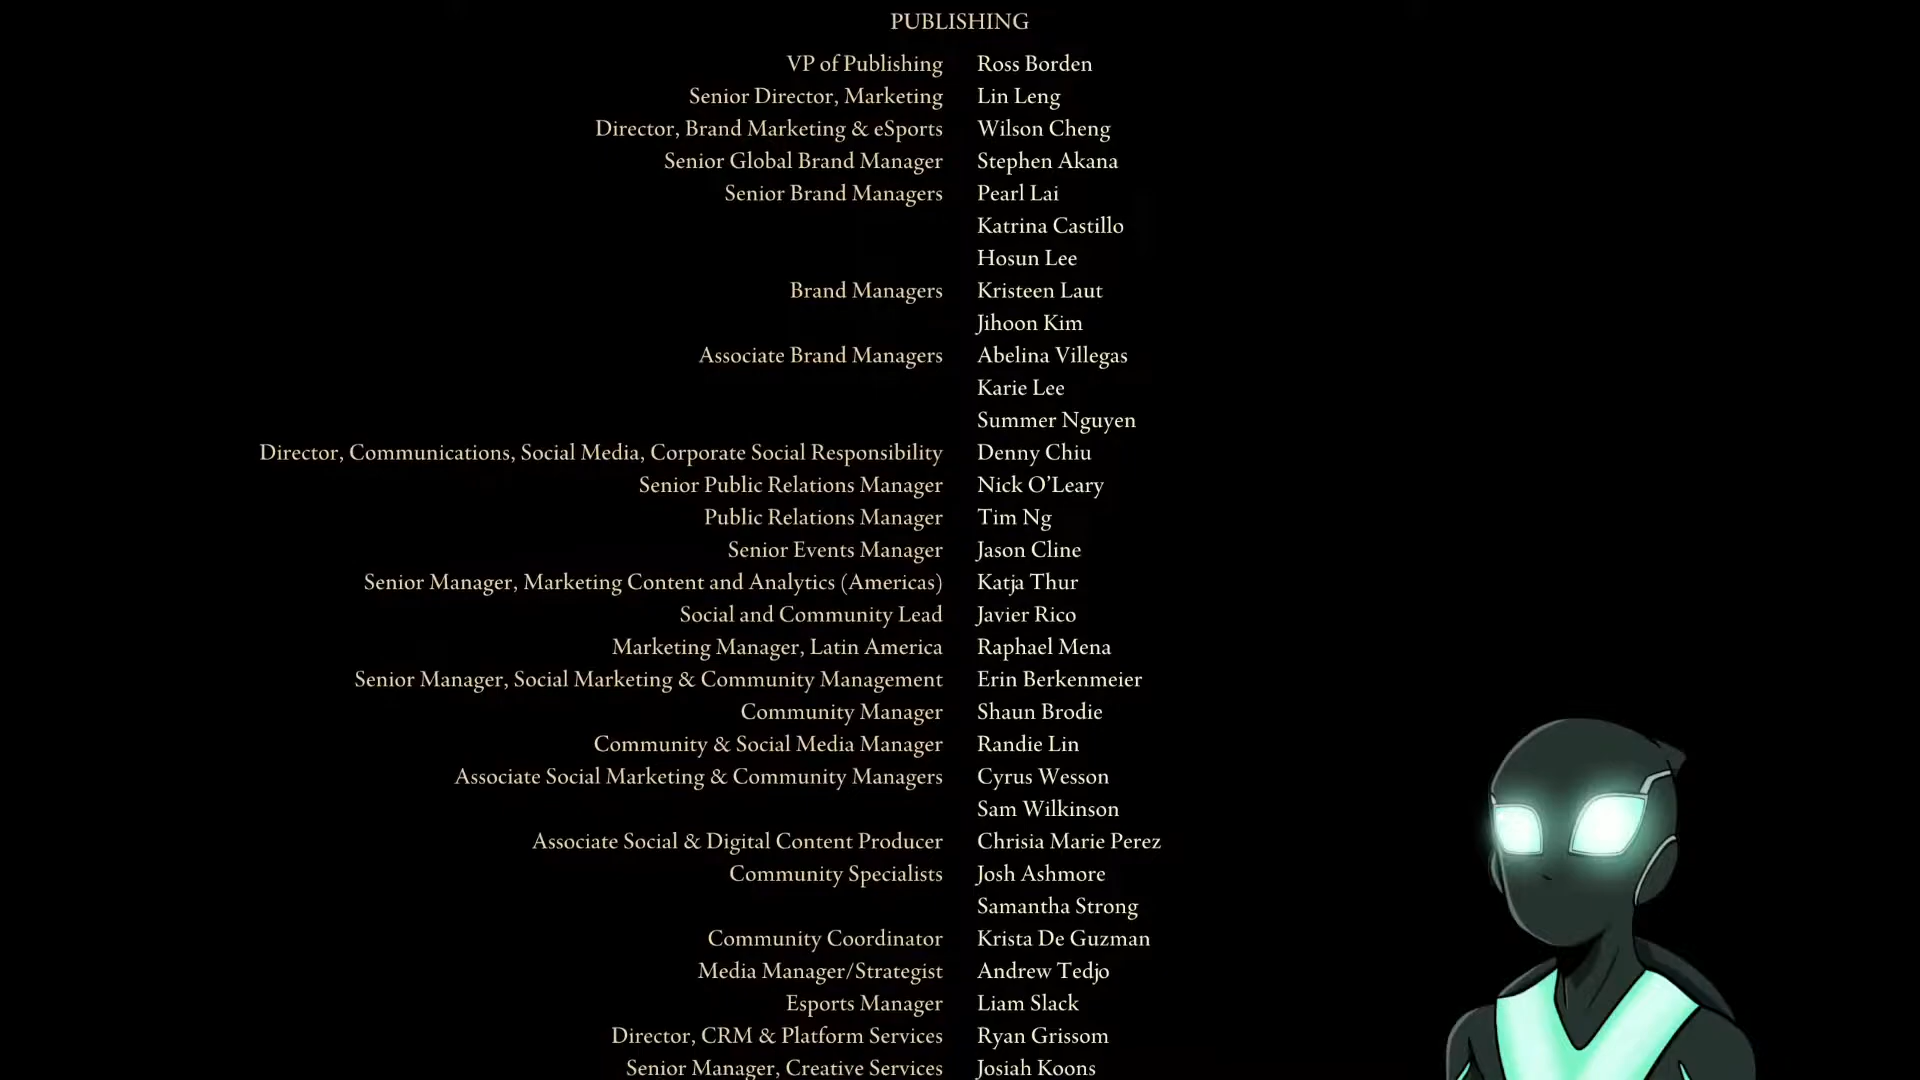 PUBLISHING
VP of Publishing Ross Borden
Senior Director, Marketing Lin Leng
Director, Brand Marketing & eSports Wilson Cheng
Senior Global Brand Manager Stephen Akana
Senior Brand Managers Pearl Lai
Katrina Castillo
Hosun Lee
Brand Managers Kristeen Laut
Jihoon Kim
Associate Brand Managers Abelina Villegas
Karie Lee
Summer Nguyen
Director, Communications, Social Media, Corporate Social Responsibility Denny Chiu
Senior Public Relations Manager Nick O’Leary
Public Relations Manager Tim Ng
Senior Events Manager Jason Cline
Senior Manager, Marketing Content and Analytics (Americas) Katja Thur
Social and Community Lead Javier Rico
Marketing Manager, Latin America Raphael Mena
Senior Manager, Social Marketing & Community Management Erin Berkenmeier
Community Manager Shaun Brodie
Community & Social Media Manager Randie Lin
Associate Social Marketing & Community Managers Cyrus Wesson
Sam Wilkinson
Associate Social & Digital Content Producer Chrisia Marie Perez
Community Specialists Josh Ashmore
Samantha Strong
Community Coordinator Krista De Guzman
Media Manager/Strategist Andrew Tedjo
Esports Manager Liam Slack
Director, CRM & Platform Services Ryan Grissom
Senior Manager, Creative Services Josiah Koons